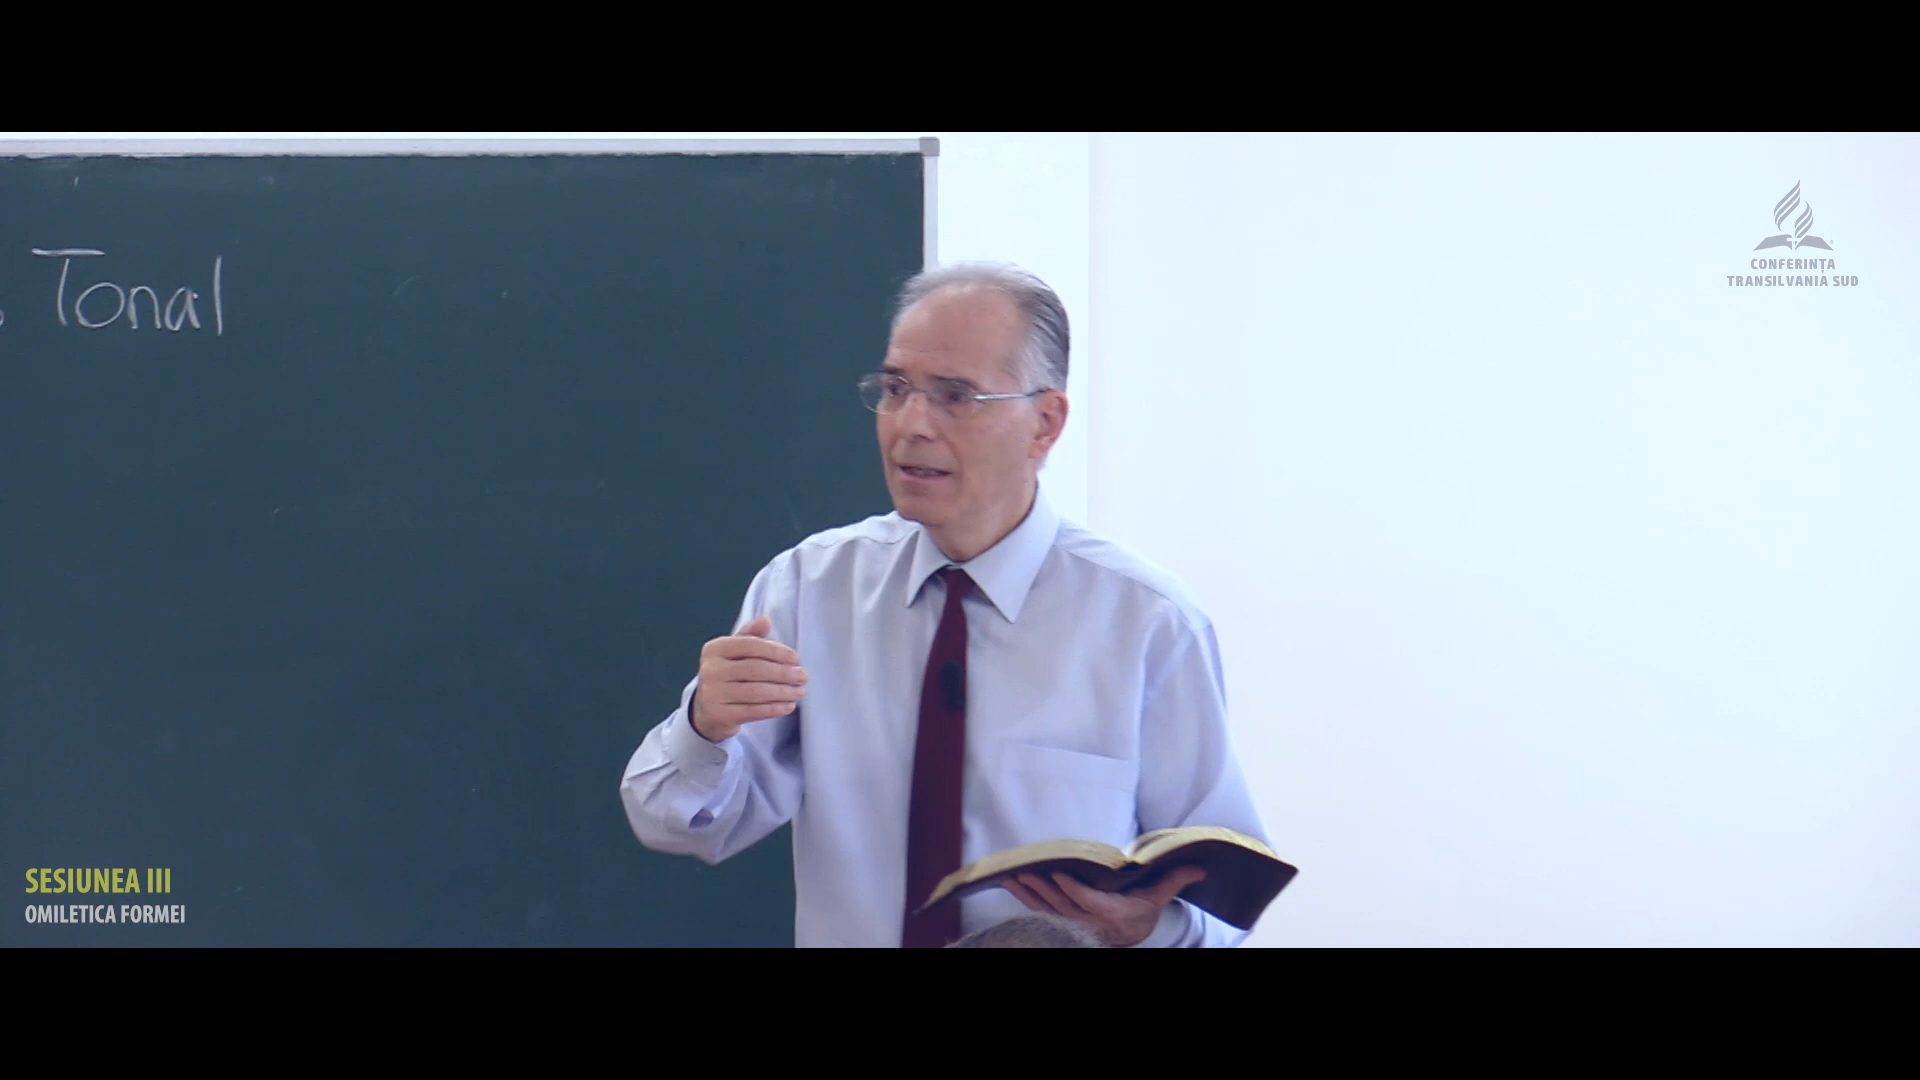 Tonal
CONFERINȚA
TRANSILVANIA SUD
SESIUNEA III
OMILETICA FORMEI